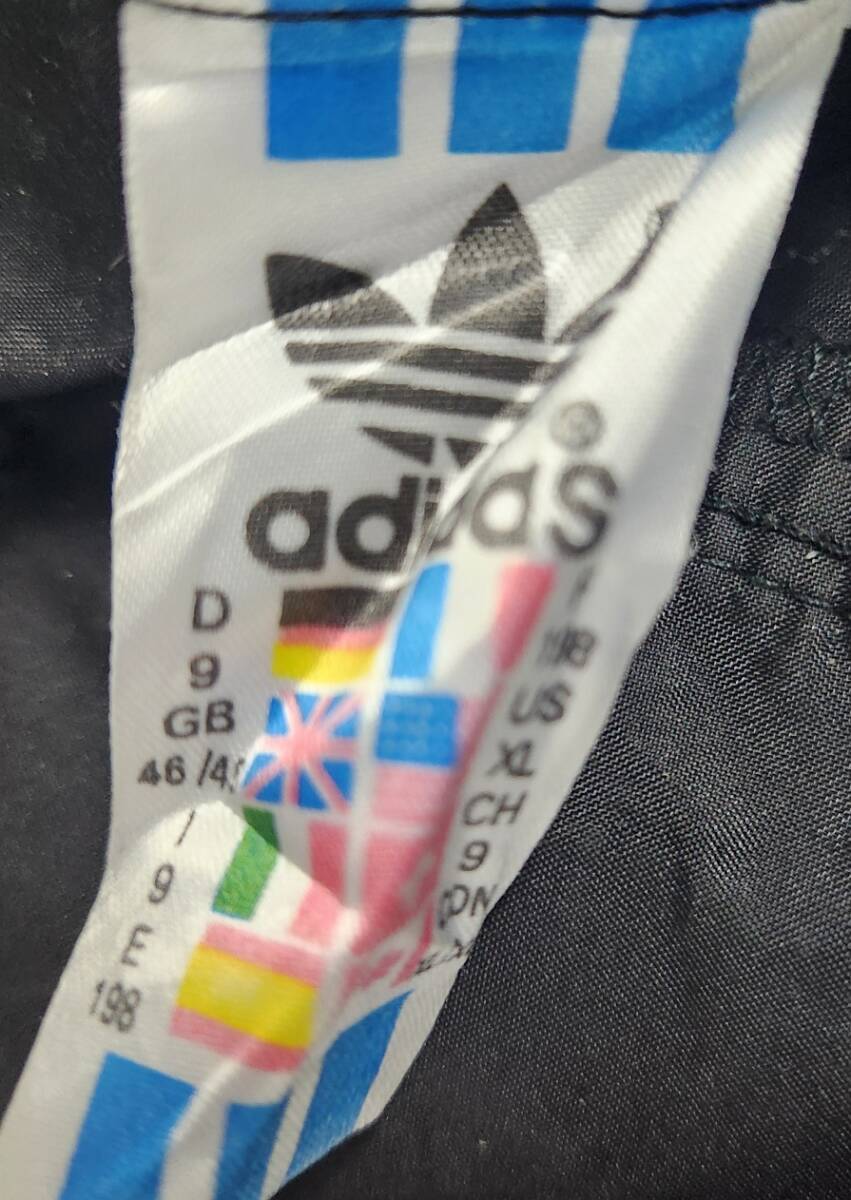 adidas®
D
9
GB
46/4
I
9
E
198
F
198
US
XL
CH
9